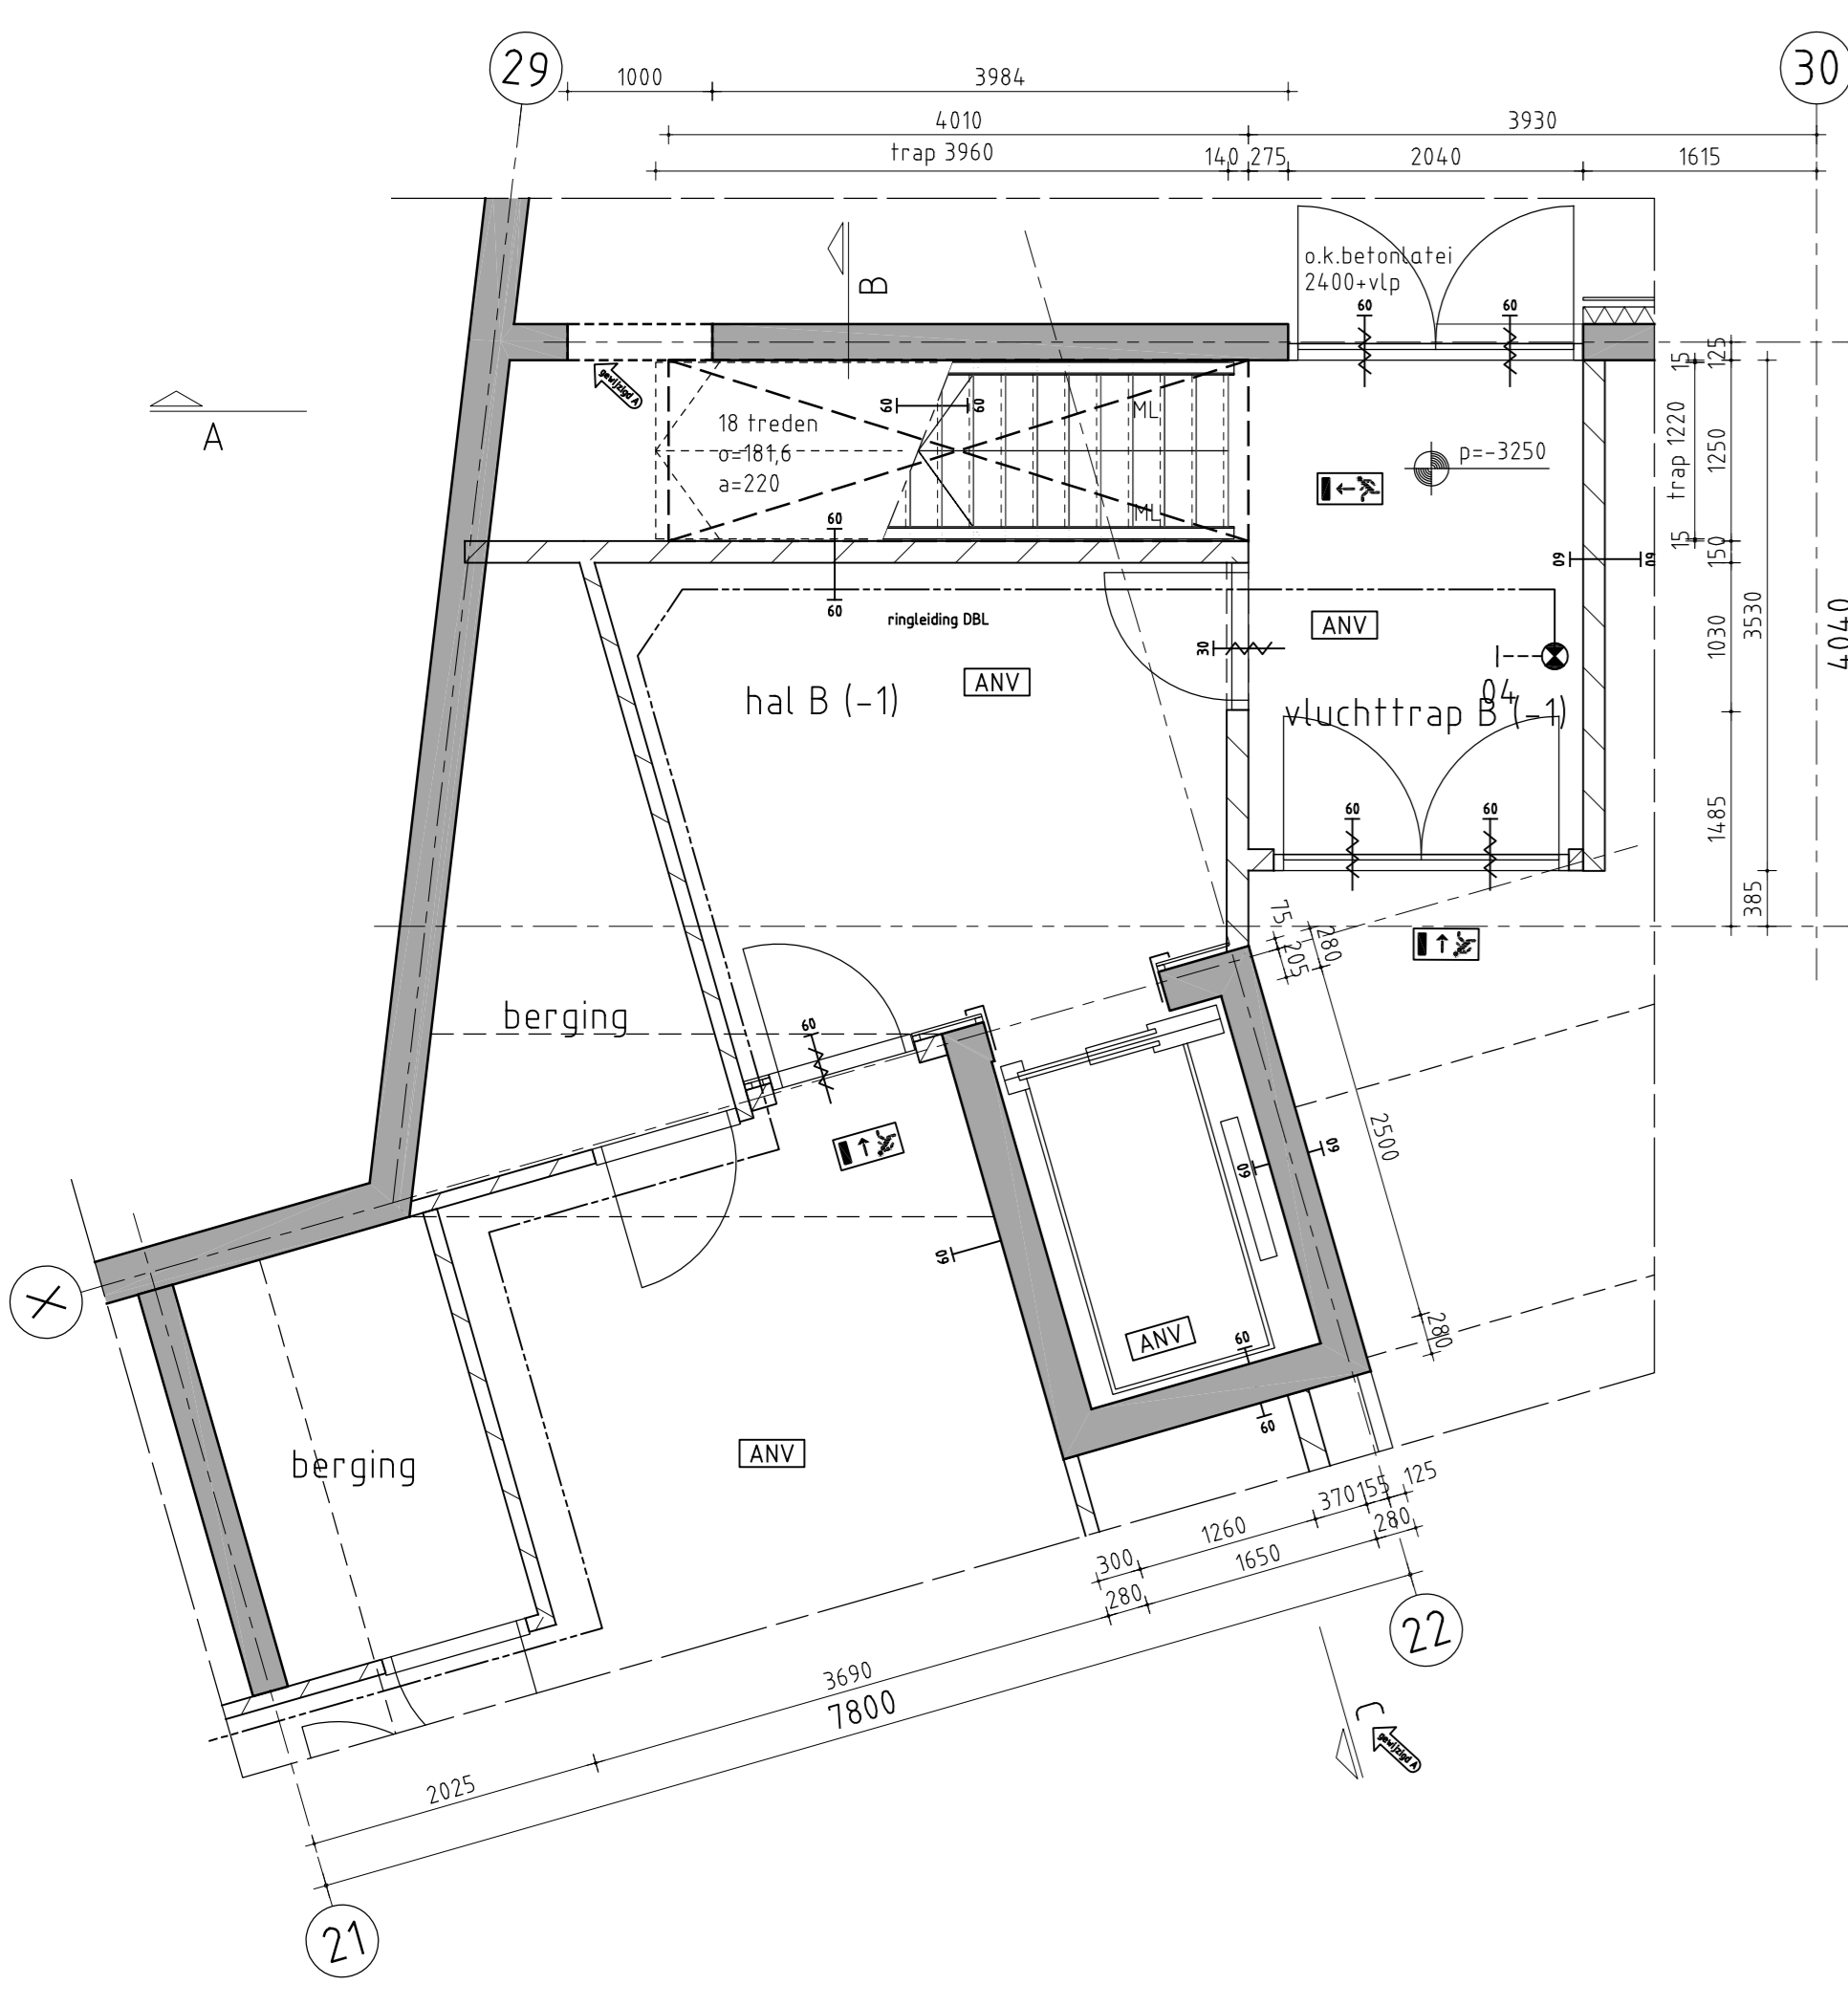 29
30
1000
3984
4010
3930
trap 3960
140
275
2040
1615
o.k.betonlatei
2400+vlp
B
60
60
A
gewijzigd A
18 treden
o=181,6
a=220
60
60
ML
ML
p=-3250
15
125
trap 1220
1250
15
150
60
60
60
60
ringleiding DBL
ANV
ANV
30
1030
3530
4040
hal B (-1)
04
vluchttrap B (-1)
60
60
1485
385
75
205
280
berging
60
2500
60
60
60
X
280
ANV
60
60
berging
ANV
370
155
125
1260
280
300
1650
280
22
3690
7800
C
gewijzigd A
2025
21